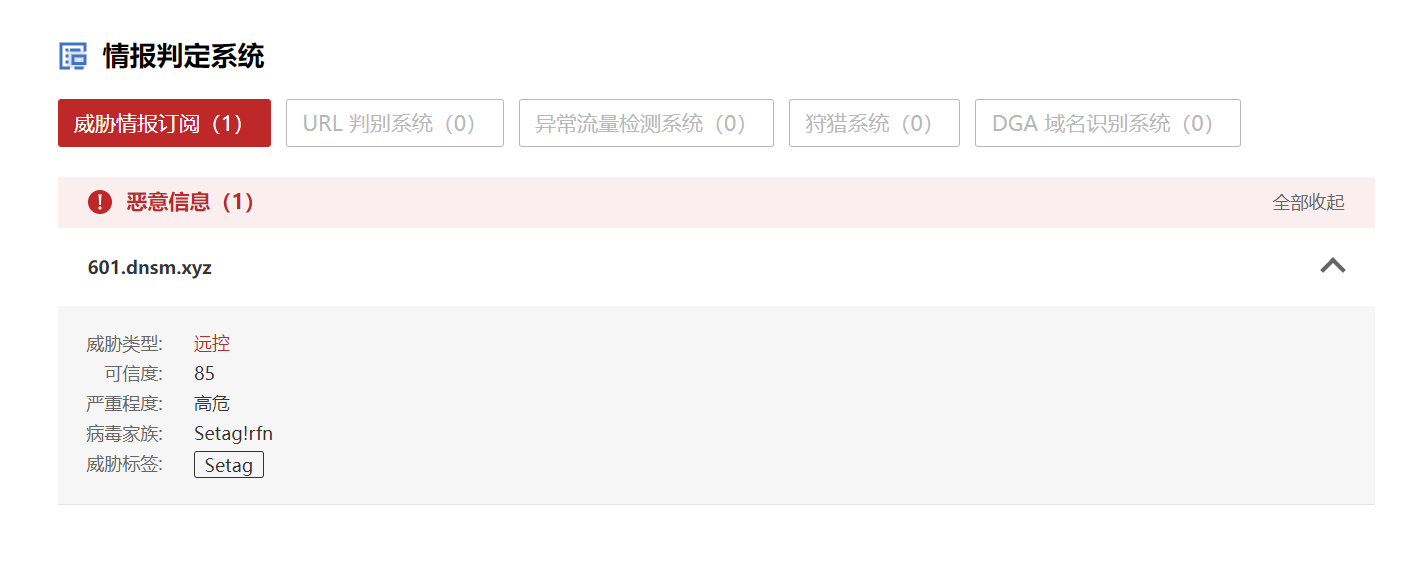 情报判定系统
威胁情报订阅（1） URL 判别系统（0） 异常流量检测系统（0） 狩猎系统（0） DGA 域名识别系统（0）
! 恶意信息（1） 全部收起
601.dnsm.xyz
威胁类型: 远控
可信度: 85
严重程度: 高危
病毒家族: Setag!rfn
威胁标签: Setag